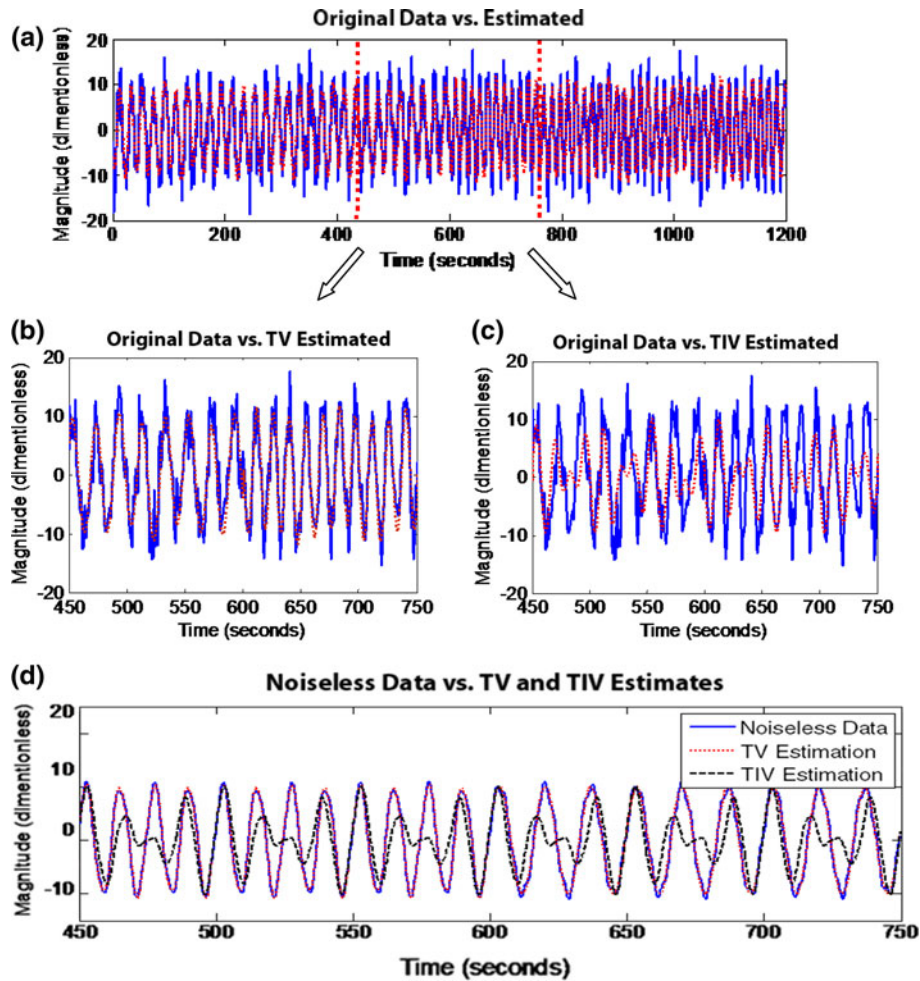 (a)
Original Data vs. Estimated
Magnitude (dimentionless)
20
10
0
-10
-20
0
200
400
600
800
1000
1200
Time (seconds)
(b)
Original Data vs. TV Estimated
Magnitude (dimentionless)
20
10
0
-10
-20
450
500
550
600
650
700
750
Time (seconds)
(c)
Original Data vs. TIV Estimated
Magnitude (dimentionless)
20
10
0
-10
-20
450
500
550
600
650
700
750
Time (seconds)
(d)
Noiseless Data vs. TV and TIV Estimates
Magnitude (dimentionless)
20
10
0
-10
Noiseless Data
TV Estimation
TIV Estimation
450
500
550
600
650
700
750
Time (seconds)